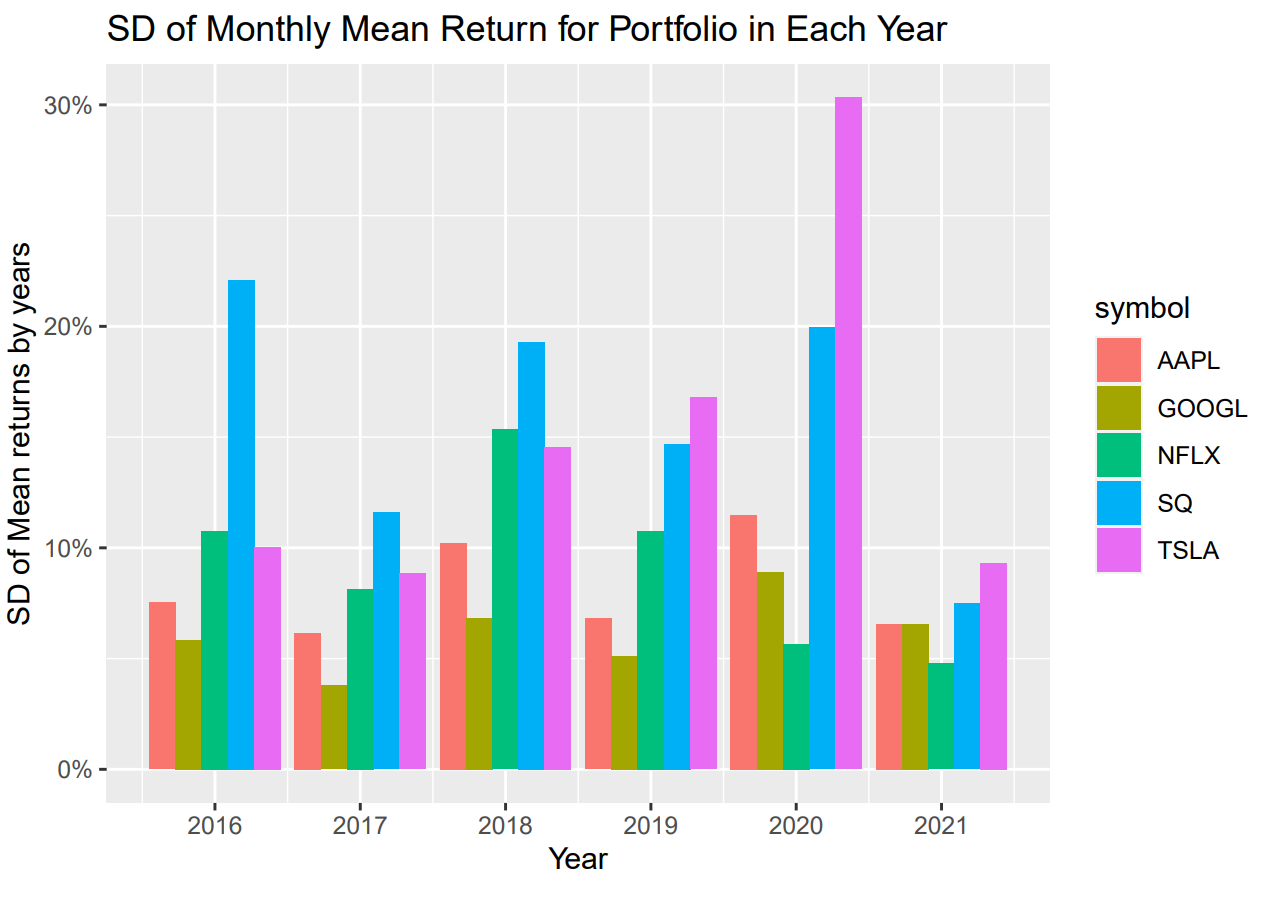 SD of Monthly Mean Return for Portfolio in Each Year
SD of Mean returns by years
30%
20%
10%
0%
2016 2017 2018 2019 2020 2021
Year
symbol
AAPL
GOOGL
NFLX
SQ
TSLA